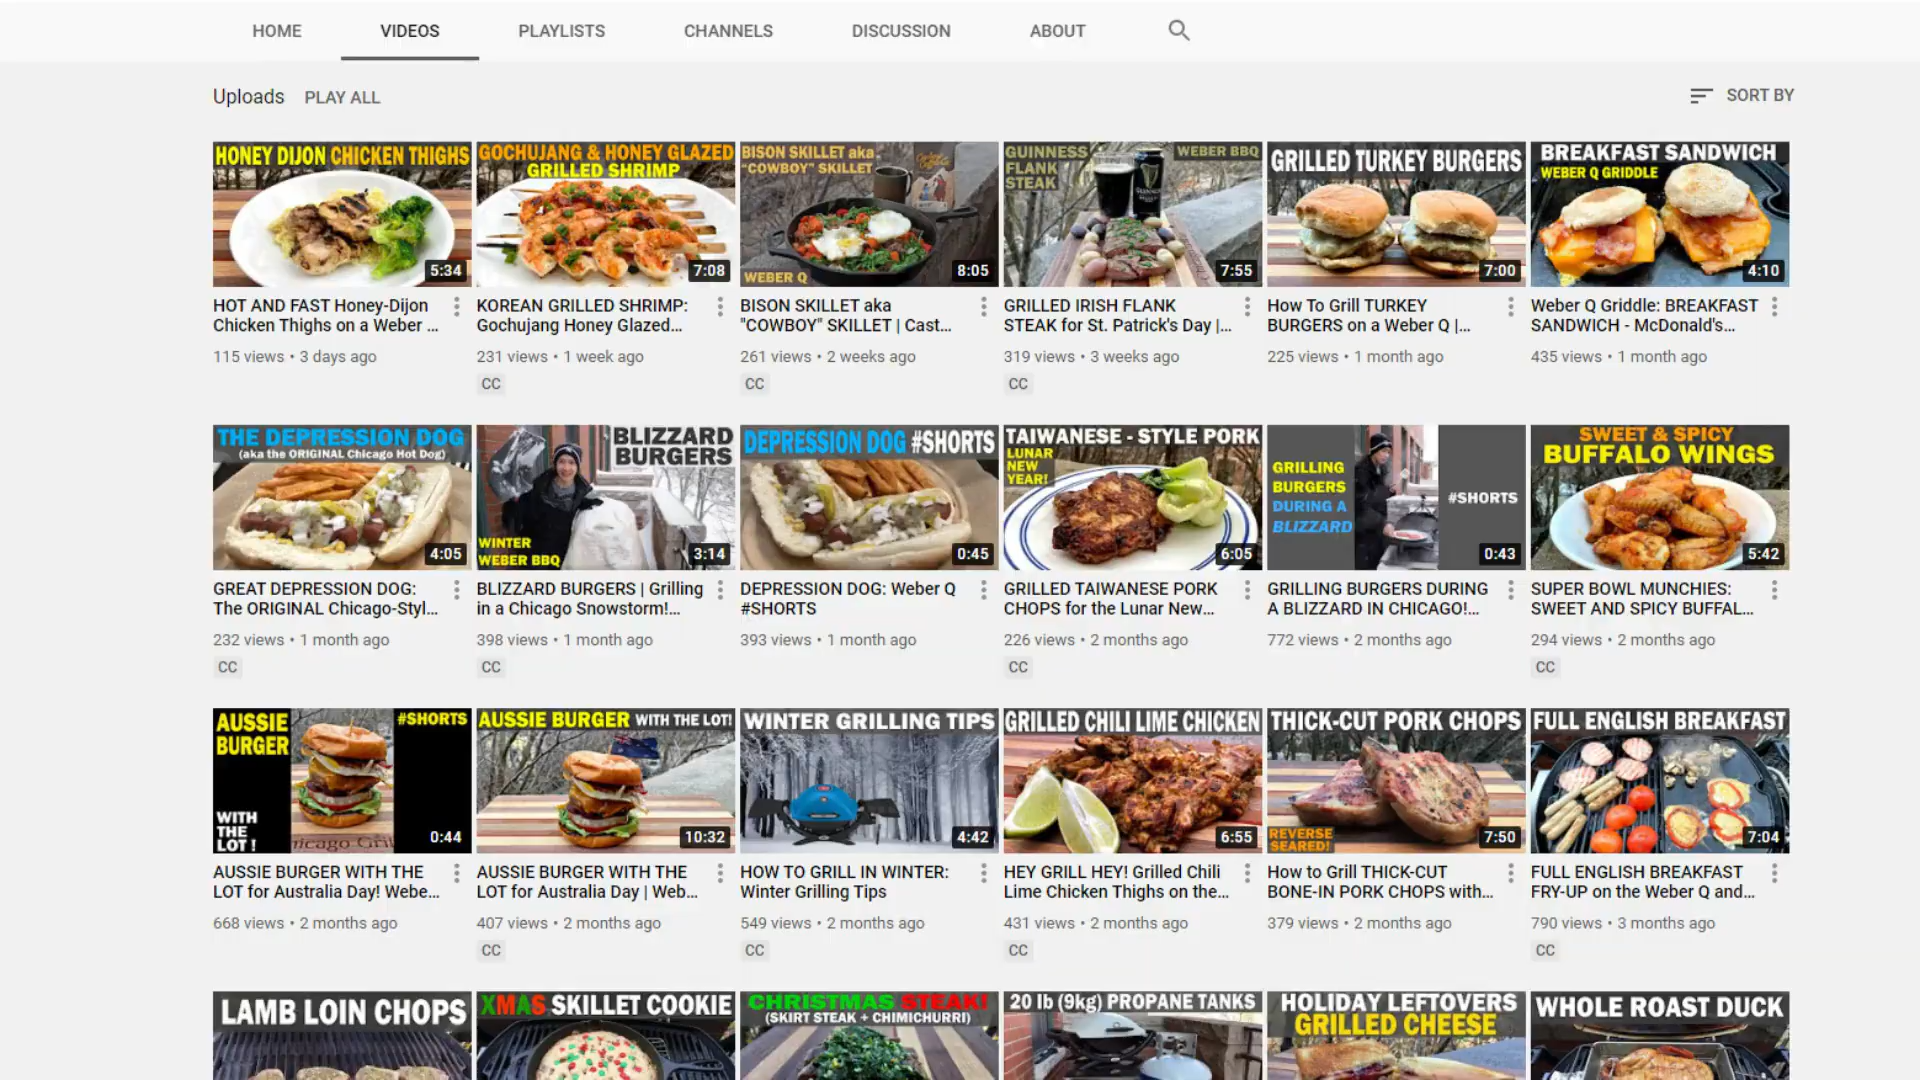 HOME VIDEOS PLAYLISTS CHANNELS DISCUSSION ABOUT
Uploads PLAY ALL SORT BY
HONEY DIJON CHICKEN THIGHS
5:34
HOT AND FAST Honey-Dijon
Chicken Thighs on a Weber ...
115 views • 3 days ago
GOCHUJANG & HONEY GLAZED
GRILLED SHRIMP
7:08
KOREAN GRILLED SHRIMP:
Gochujang Honey Glazed...
231 views • 1 week ago
CC
BISON SKILLET aka
"COWBOY" SKILLET
WEBER Q
8:05
BISON SKILLET aka
"COWBOY" SKILLET | Cast...
261 views • 2 weeks ago
CC
GUINNESS
FLANK
STEAK
WEBER BBQ
7:55
GRILLED IRISH FLANK
STEAK for St. Patrick's Day |...
319 views • 3 weeks ago
CC
GRILLED TURKEY BURGERS
7:00
How To Grill TURKEY
BURGERS on a Weber Q |...
225 views • 1 month ago
BREAKFAST SANDWICH
WEBER Q GRIDDLE
4:10
Weber Q Griddle: BREAKFAST
SANDWICH - McDonald's...
435 views • 1 month ago
THE DEPRESSION DOG
(aka the ORIGINAL Chicago Hot Dog)
4:05
GREAT DEPRESSION DOG:
The ORIGINAL Chicago-Styl...
232 views • 1 month ago
CC
BLIZZARD
BURGERS
WINTER
WEBER BBQ
3:14
BLIZZARD BURGERS | Grilling
in a Chicago Snowstorm!...
398 views • 1 month ago
CC
DEPRESSION DOG #SHORTS
0:45
DEPRESSION DOG: Weber Q
#SHORTS
393 views • 1 month ago
TAIWANESE - STYLE PORK
LUNAR
NEW
YEAR!
6:05
GRILLED TAIWANESE PORK
CHOPS for the Lunar New...
226 views • 2 months ago
CC
GRILLING
BURGERS
DURING A
BLIZZARD
#SHORTS
0:43
GRILLING BURGERS DURING
A BLIZZARD IN CHICAGO!...
772 views • 2 months ago
SWEET & SPICY
BUFFALO WINGS
5:42
SUPER BOWL MUNCHIES:
SWEET AND SPICY BUFFAL...
294 views • 2 months ago
CC
AUSSIE
BURGER
#SHORTS
WITH
THE
LOT !
0:44
AUSSIE BURGER WITH THE
LOT for Australia Day! Webe...
668 views • 2 months ago
AUSSIE BURGER WITH THE LOT!
10:32
AUSSIE BURGER WITH THE
LOT for Australia Day | Web...
407 views • 2 months ago
CC
WINTER GRILLING TIPS
4:42
HOW TO GRILL IN WINTER:
Winter Grilling Tips
549 views • 2 months ago
CC
GRILLED CHILI LIME CHICKEN
6:55
HEY GRILL HEY! Grilled Chili
Lime Chicken Thighs on the...
431 views • 2 months ago
CC
THICK-CUT PORK CHOPS
REVERSE
SEARED!
7:50
How to Grill THICK-CUT
BONE-IN PORK CHOPS with...
379 views • 2 months ago
FULL ENGLISH BREAKFAST
7:04
FULL ENGLISH BREAKFAST
FRY-UP on the Weber Q and...
790 views • 3 months ago
CC
LAMB LOIN CHOPS
XMAS SKILLET COOKIE
CHRISTMAS STEAK!
(SKIRT STEAK + CHIMICHURRI)
20 lb (9kg) PROPANE TANKS
HOLIDAY LEFTOVERS
GRILLED CHEESE
WHOLE ROAST DUCK